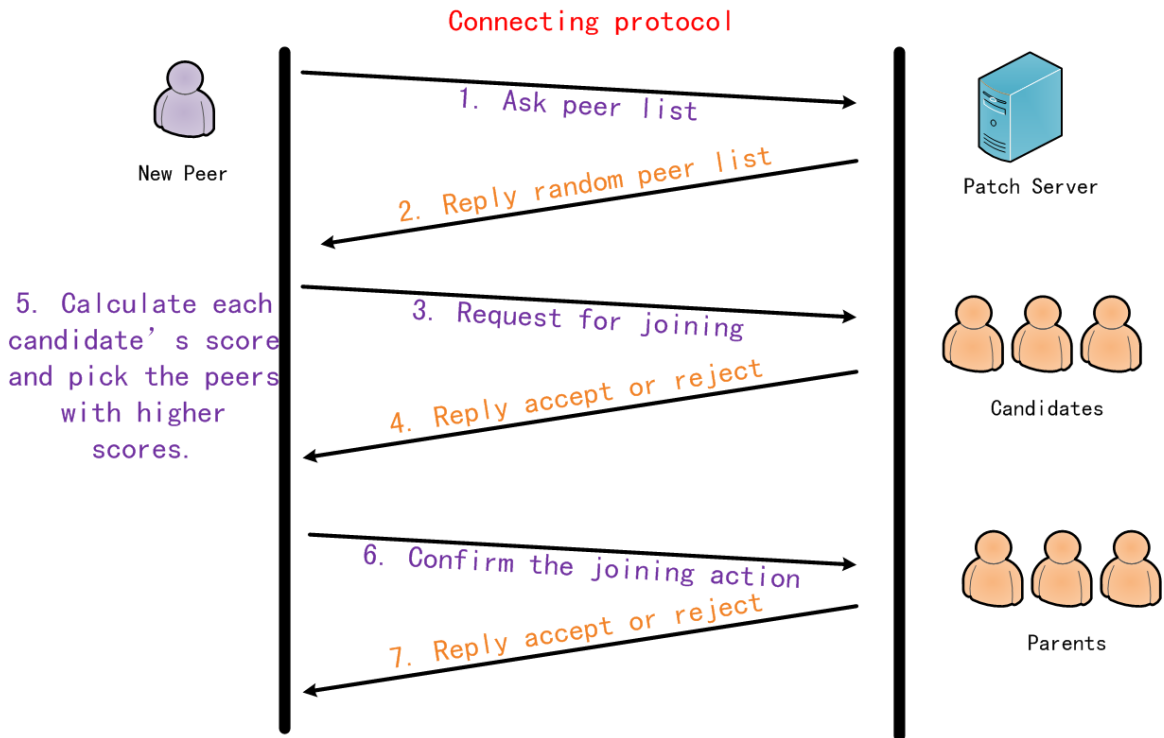 Connecting protocol
1. Ask peer list
New Peer
Patch Server
2. Reply random peer list
5. Calculate each
candidate’s score
and pick the peers
with higher
scores.
3. Request for joining
4. Reply accept or reject
Candidates
6. Confirm the joining action
7. Reply accept or reject
Parents